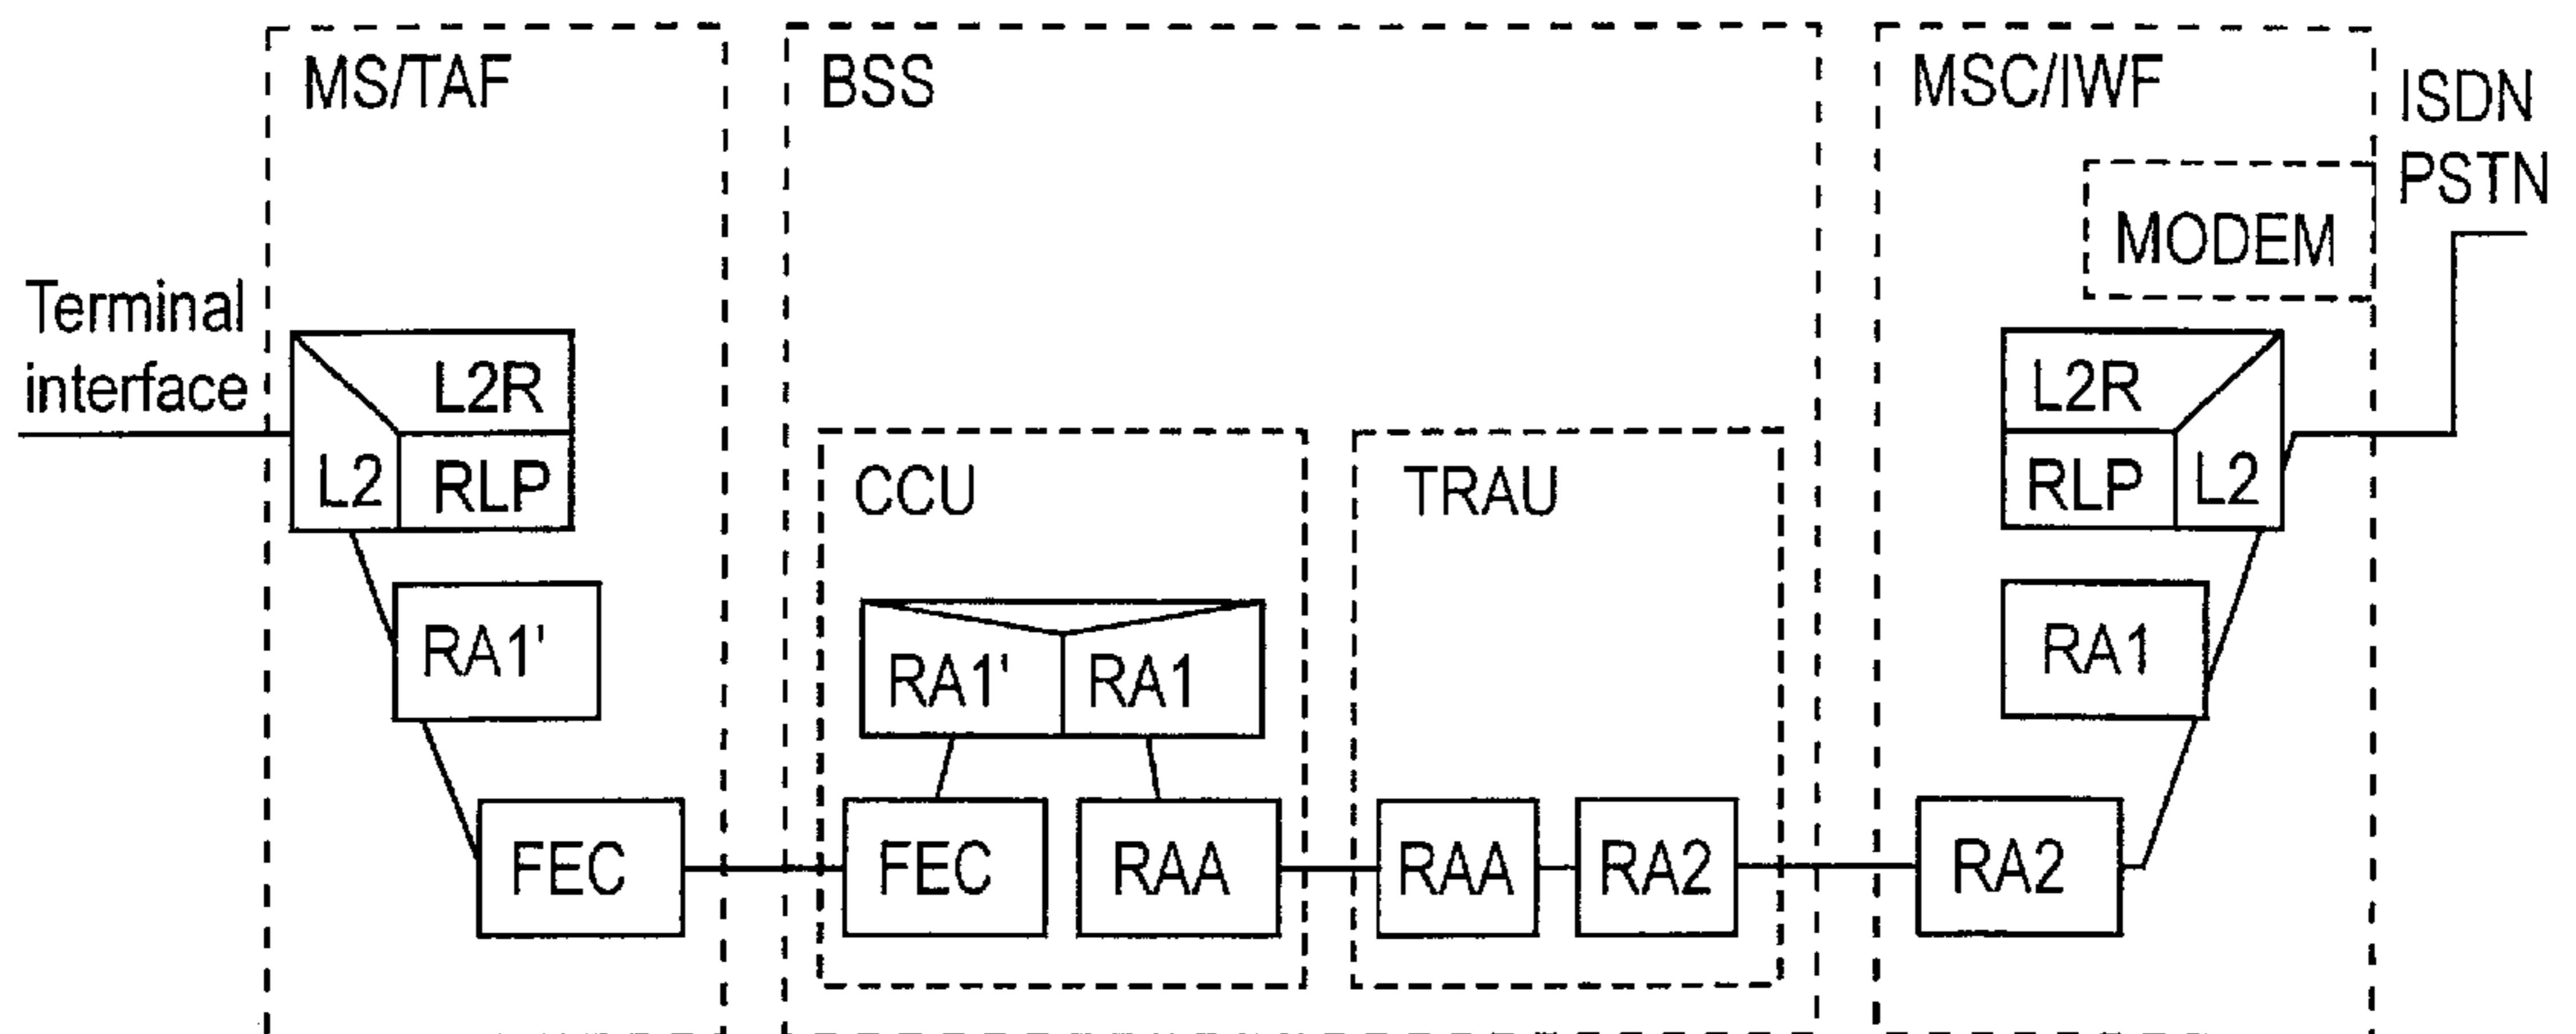 MS/TAF
BSS
MSC/IWF
ISDN
PSTN
MODEM
Terminal
interface
L2R
L2
RLP
L2R
RLP
L2
CCU
TRAU
RA1'
RA1'
RA1
RA1
FEC
FEC
RAA
RAA
RA2
RA2